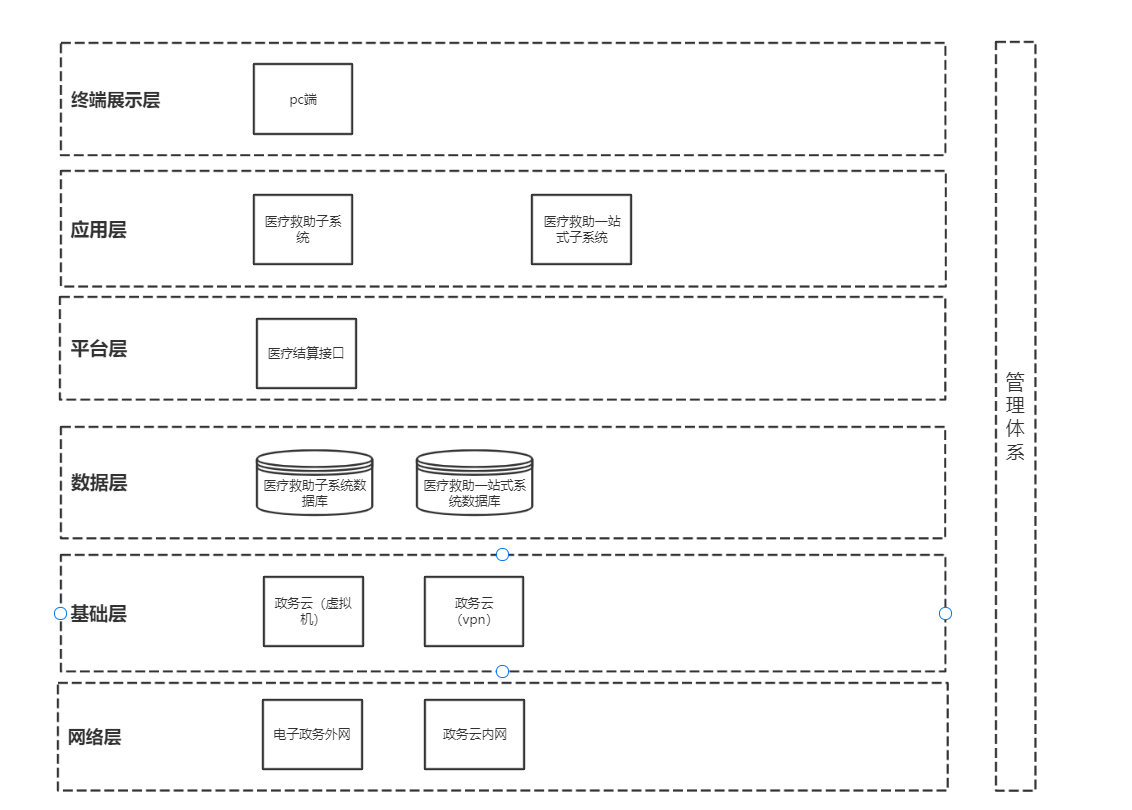 终端展示层
pc端
应用层
医疗救助子系
统
医疗救助一站
式子系统
平台层
医疗结算接口
数据层
医疗救助子系统数
据库
医疗救助一站式系
统数据库
基础层
政务云（虚拟
机）
政务云
（vpn）
网络层
电子政务外网
政务云内网
管
理
体
系